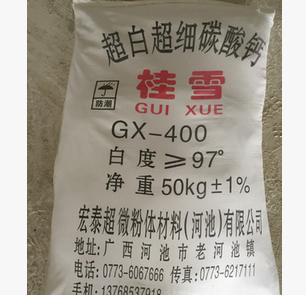 超白超细碳酸钙
防潮
桂雪
GUI XUE
GX-400
白度≥97°
净重50kg±1%
宏泰超微粉体材料(河池)有限公司
地址:广西河池市老河池镇
电话:0773-6067666 传真:0773-6217111
手机:13768537918